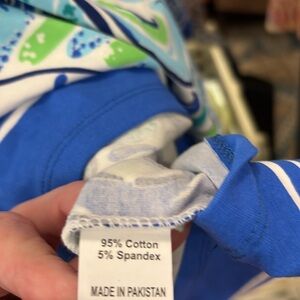 95% Cotton
5% Spandex
MADE IN PAKISTAN